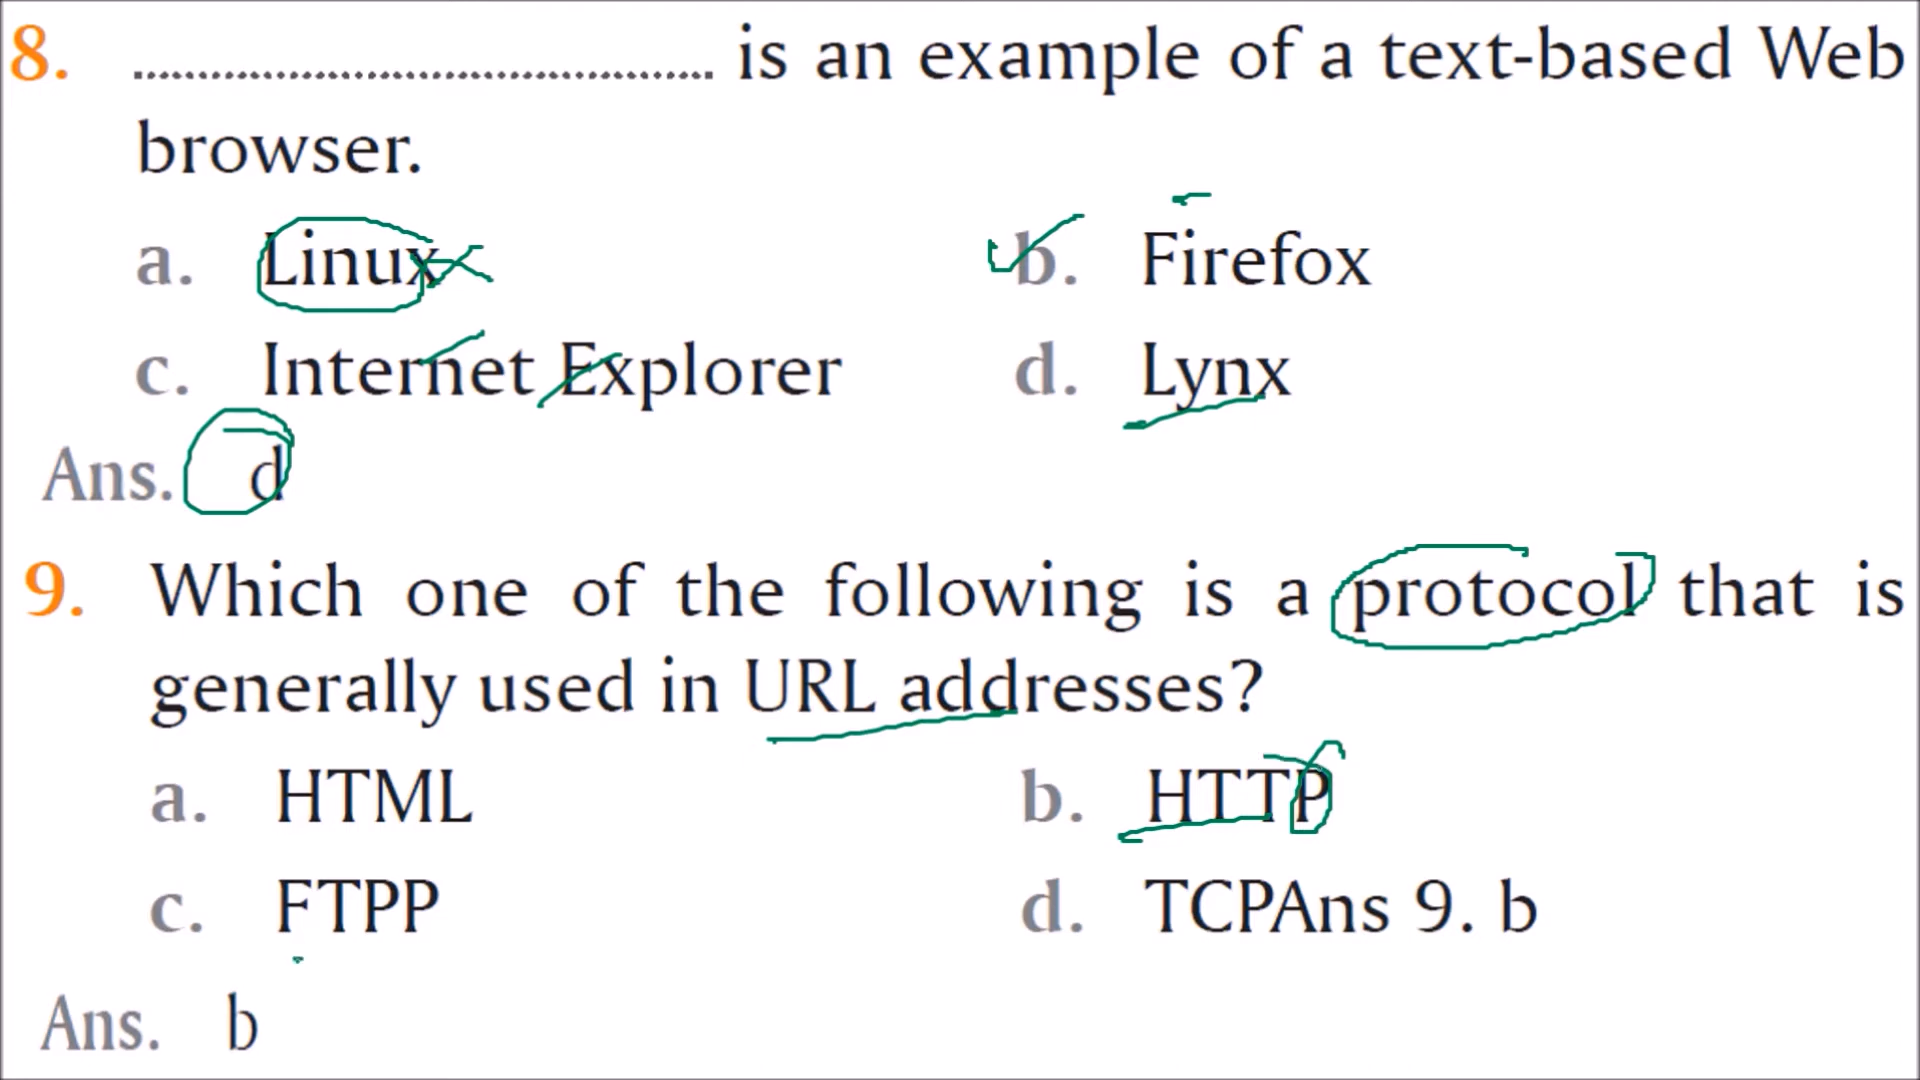 8. ............................................. is an example of a text-based Web
browser.
a. Linux b. Firefox
c. Internet Explorer d. Lynx
Ans. d
9. Which one of the following is a protocol that is
generally used in URL addresses?
a. HTML b. HTTP
c. FTPP d. TCPAns 9. b
Ans. b